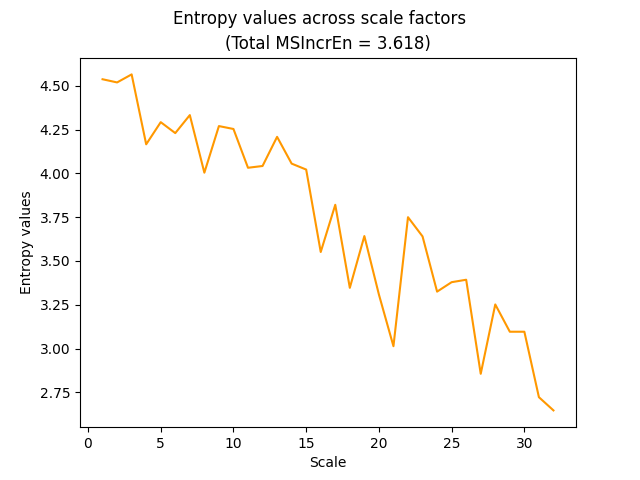 Entropy values across scale factors
(Total MSIncrEn = 3.618)
4.50
4.25
4.00
3.75
3.50
3.25
3.00
2.75
Entropy values
0 5 10 15 20 25 30
Scale